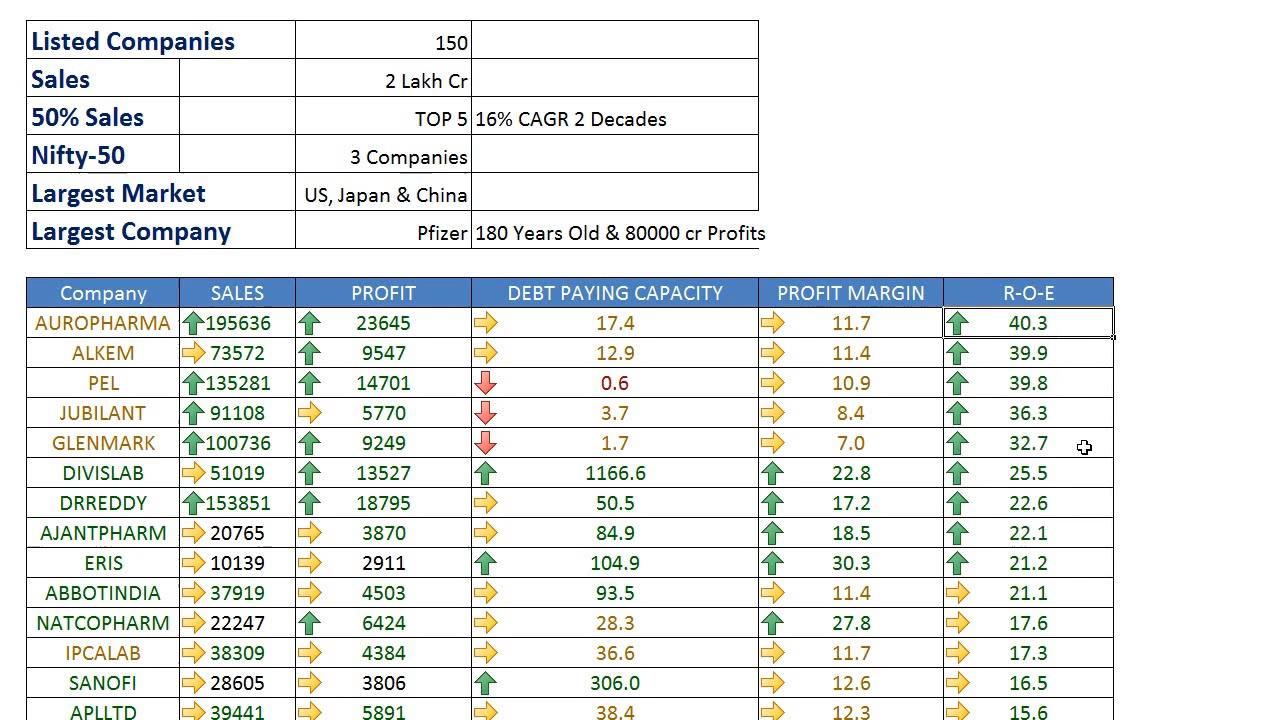 Listed Companies 150
Sales 2 Lakh Cr
50% Sales TOP 5 16% CAGR 2 Decades
Nifty-50 3 Companies
Largest Market US, Japan & China
Largest Company Pfizer 180 Years Old & 80000 cr Profits
Company SALES PROFIT DEBT PAYING CAPACITY PROFIT MARGIN R-O-E
AUROPHARMA 195636 23645 17.4 11.7 40.3
ALKEM 73572 9547 12.9 11.4 39.9
PEL 135281 14701 0.6 10.9 39.8
JUBILANT 91108 5770 3.7 8.4 36.3
GLENMARK 100736 9249 1.7 7.0 32.7
DIVISLAB 51019 13527 1166.6 22.8 25.5
DRREDDY 153851 18795 50.5 17.2 22.6
AJANTPHARM 20765 3870 84.9 18.5 22.1
ERIS 10139 2911 104.9 30.3 21.2
ABBOTINDIA 37919 4503 93.5 11.4 21.1
NATCOPHARM 22247 6424 28.3 27.8 17.6
IPCALAB 38309 4384 36.6 11.7 17.3
SANOFI 28605 3806 306.0 12.6 16.5
APLLTD 39441 5891 38.4 12.3 15.6